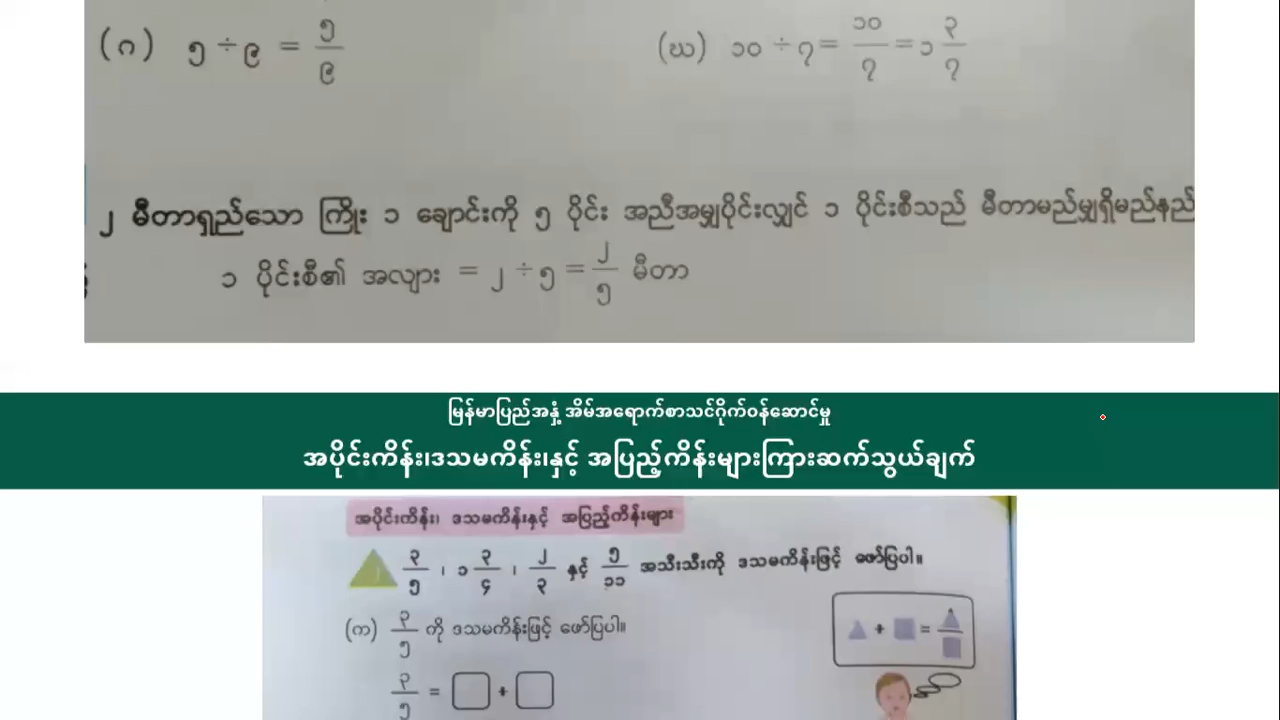 (ဂ) ၅ ÷ ၉ = ၅/၉
(ဃ) ၁၀ ÷ ၇ = ၁၀/၇ = ၁ ၃/၇
၂ မီတာရှည်သော ကြိုး ၁ ချောင်းကို ၅ ပိုင်း အညီအမျှပိုင်းလျှင် ၁ ပိုင်းစီသည် မီတာမည်မျှရှိမည်နည်
၁ ပိုင်းစီ၏ အလျား = ၂ ÷ ၅ = ၂/၅ မီတာ
မြန်မာပြည်အနှံ့ အိမ်အရောက်စာသင်ဝိုက်ဝန်ဆောင်မှု
အပိုင်းကိန်း၊ဒသမကိန်း၊နှင့် အပြည့်ကိန်းများကြားဆက်သွယ်ချက်
အပိုင်းကိန်း၊ ဒသမကိန်းနှင့် အပြည့်ကိန်းများ
၃/၅ ၊ ၁ ၃/၄ ၊ ၂/၃ နှင့် ၅/၁၁ အသီးသီးကို ဒသမကိန်းဖြင့် ဖော်ပြပါ။
(က) ၃/၅ ကို ဒသမကိန်းဖြင့် ဖော်ပြပါ။
၃/၅ = □ + □
▲ + ■ = ▲/■